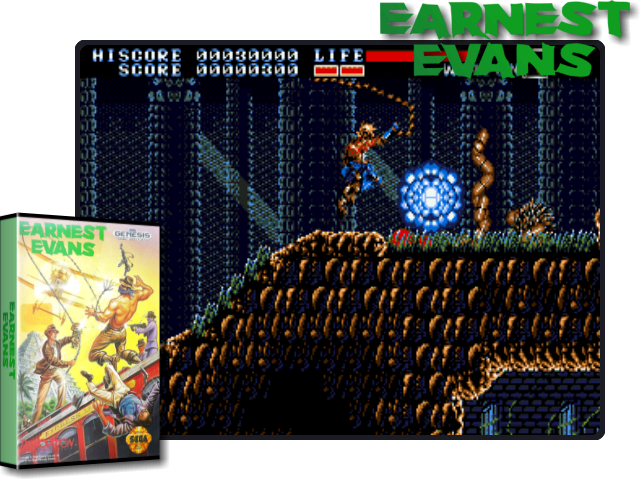 EARNEST
EVANS
HISCORE 00030000 LIFE
SCORE 00000300
EARNEST
EVANS
GENESIS
EARNEST
EVANS
SEGA